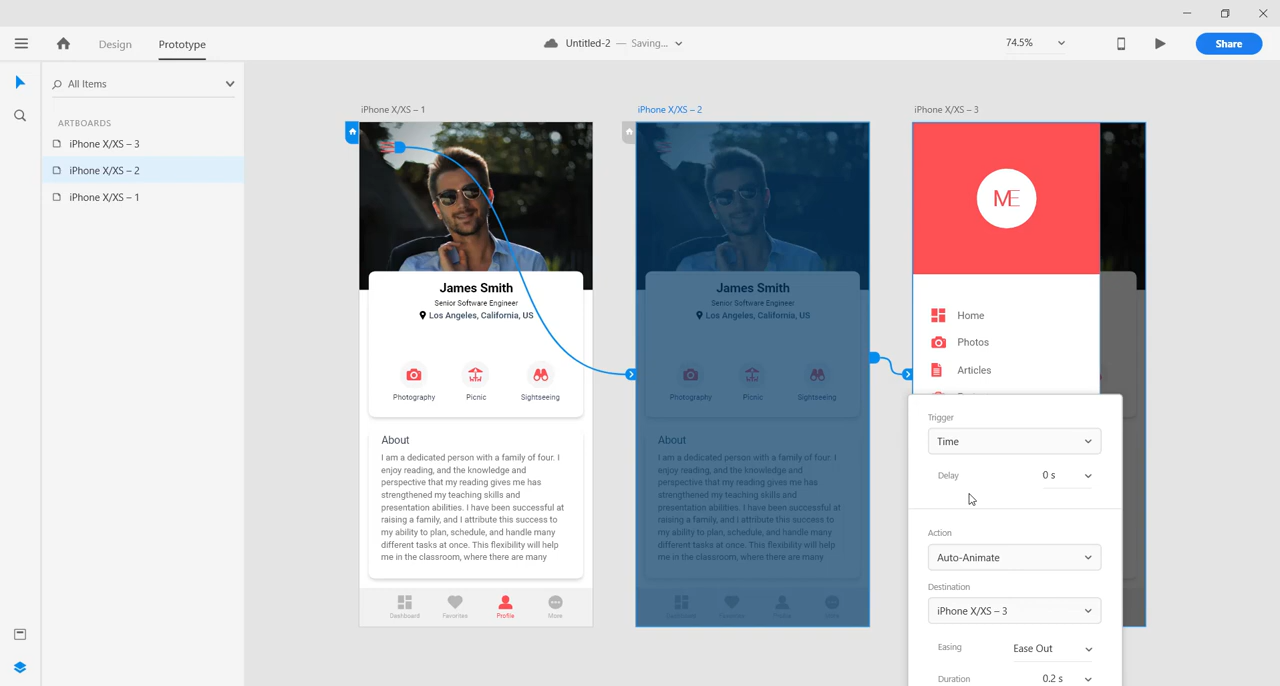 Design
Prototype
Untitled-2 — Saving...
74.5%
Share
All Items
ARTBOARDS
iPhone X/XS – 3
iPhone X/XS – 2
iPhone X/XS – 1
iPhone X/XS – 1
James Smith
Senior Software Engineer
Los Angeles, California, US
Photography
Picnic
Sightseeing
About
I am a dedicated person with a family of four. I
enjoy reading, and the knowledge and
perspective that my reading gives me has
strengthened my teaching skills and
presentation abilities. I have been successful at
raising a family, and I attribute this success to
my ability to plan, schedule, and handle many
different tasks at once. This flexibility will help
me in the classroom, where there are many
Dashboard
Favorites
Profile
More
iPhone X/XS – 2
James Smith
Senior Software Engineer
Los Angeles, California, US
Photography
Picnic
Sightseeing
About
I am a dedicated person with a family of four. I
enjoy reading, and the knowledge and
perspective that my reading gives me has
strengthened my teaching skills and
presentation abilities. I have been successful at
raising a family, and I attribute this success to
my ability to plan, schedule, and handle many
different tasks at once. This flexibility will help
me in the classroom, where there are many
Dashboard
Favorites
Profile
More
iPhone X/XS – 3
ME
Home
Photos
Articles
Trigger
Time
Delay
0 s
Action
Auto-Animate
Destination
iPhone X/XS – 3
Easing
Ease Out
Duration
0.2 s